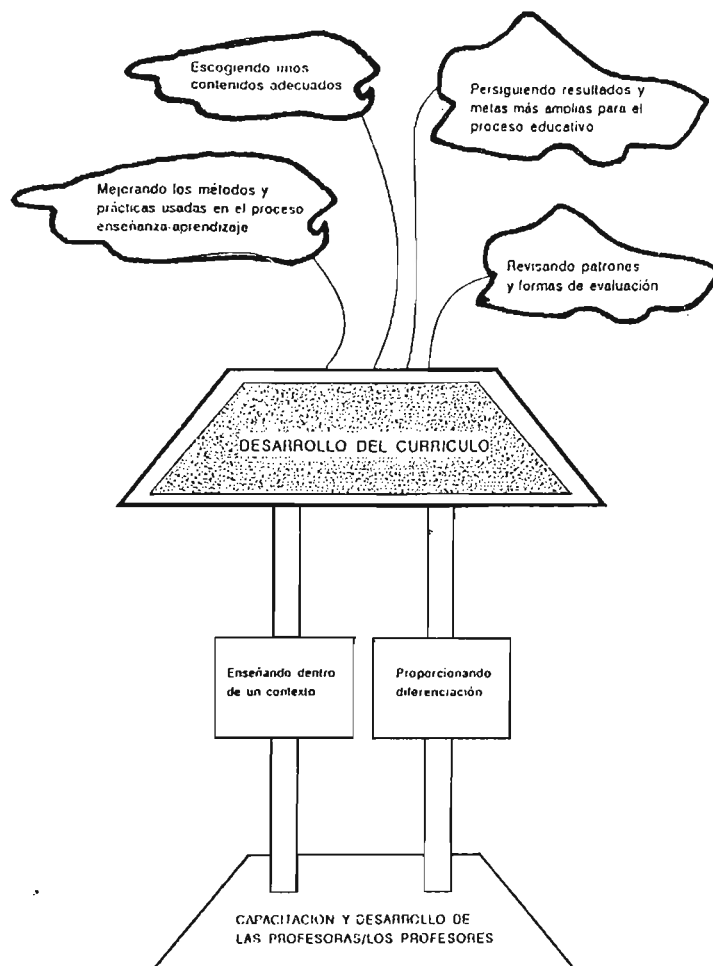 Escogiendo unos
contenidos adecuados
Persiguiendo resultados y
metas más amplias para el
proceso educativo
Mejorando los métodos y
prácticas usadas en el proceso
enseñanza-aprendizaje
Revisando patrones
y formas de evaluación
DESARROLLO DEL CURRICULO
Enseñando dentro
de un contexto
Proporcionando
diferenciación
CAPACITACION Y DESARROLLO DE
LAS PROFESORAS/LOS PROFESORES